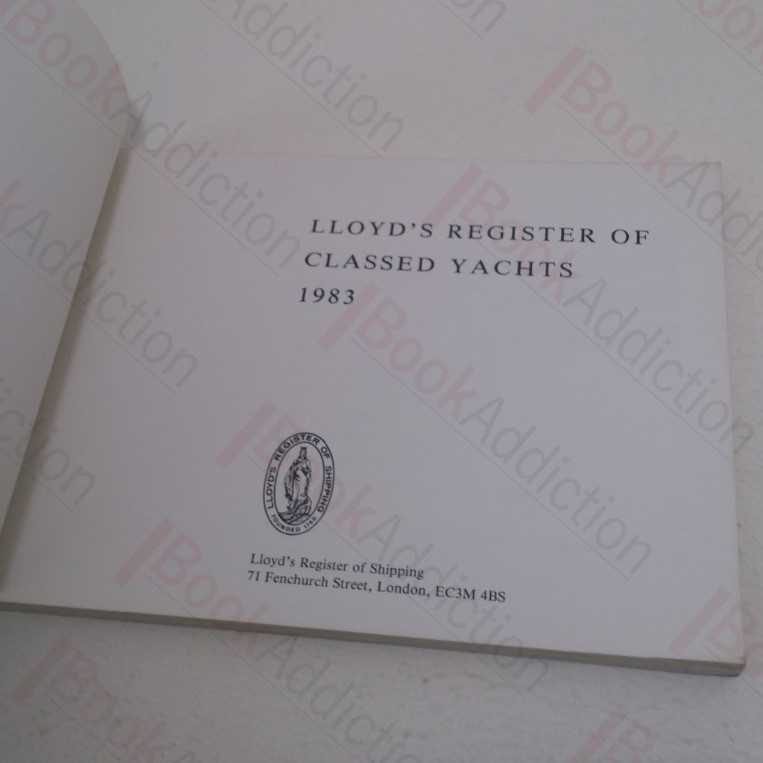 LLOYD'S REGISTER OF
CLASSED YACHTS
1983
LLOYD'S REGISTER OF SHIPPING
FOUNDED 1760
Lloyd's Register of Shipping
71 Fenchurch Street, London, EC3M 4BS
BookAddiction